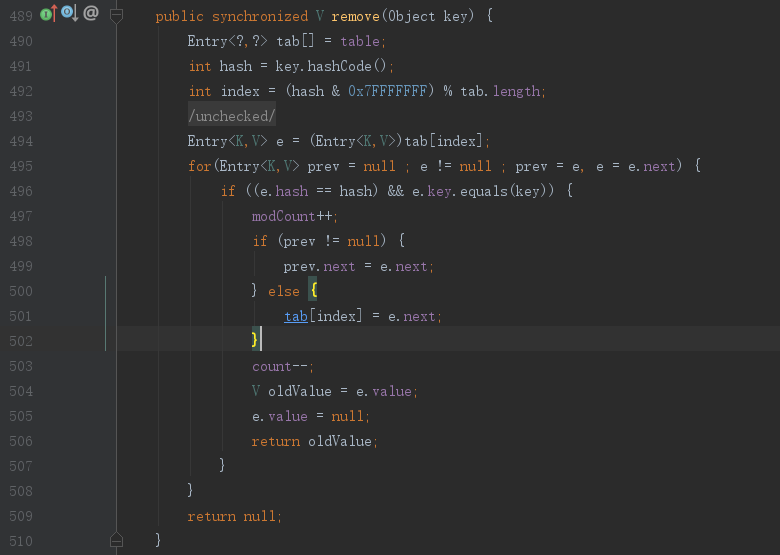 489 @ public synchronized V remove(Object key) {
490 Entry<?,?> tab[] = table;
491 int hash = key.hashCode();
492 int index = (hash & 0x7FFFFFFF) % tab.length;
493 /unchecked/
494 Entry<K,V> e = (Entry<K,V>)tab[index];
495 for(Entry<K,V> prev = null ; e != null ; prev = e, e = e.next) {
496 if ((e.hash == hash) && e.key.equals(key)) {
497 modCount++;
498 if (prev != null) {
499 prev.next = e.next;
500 } else {
501 tab[index] = e.next;
502 }
503 count--;
504 V oldValue = e.value;
505 e.value = null;
506 return oldValue;
507 }
508 }
509 return null;
510 }